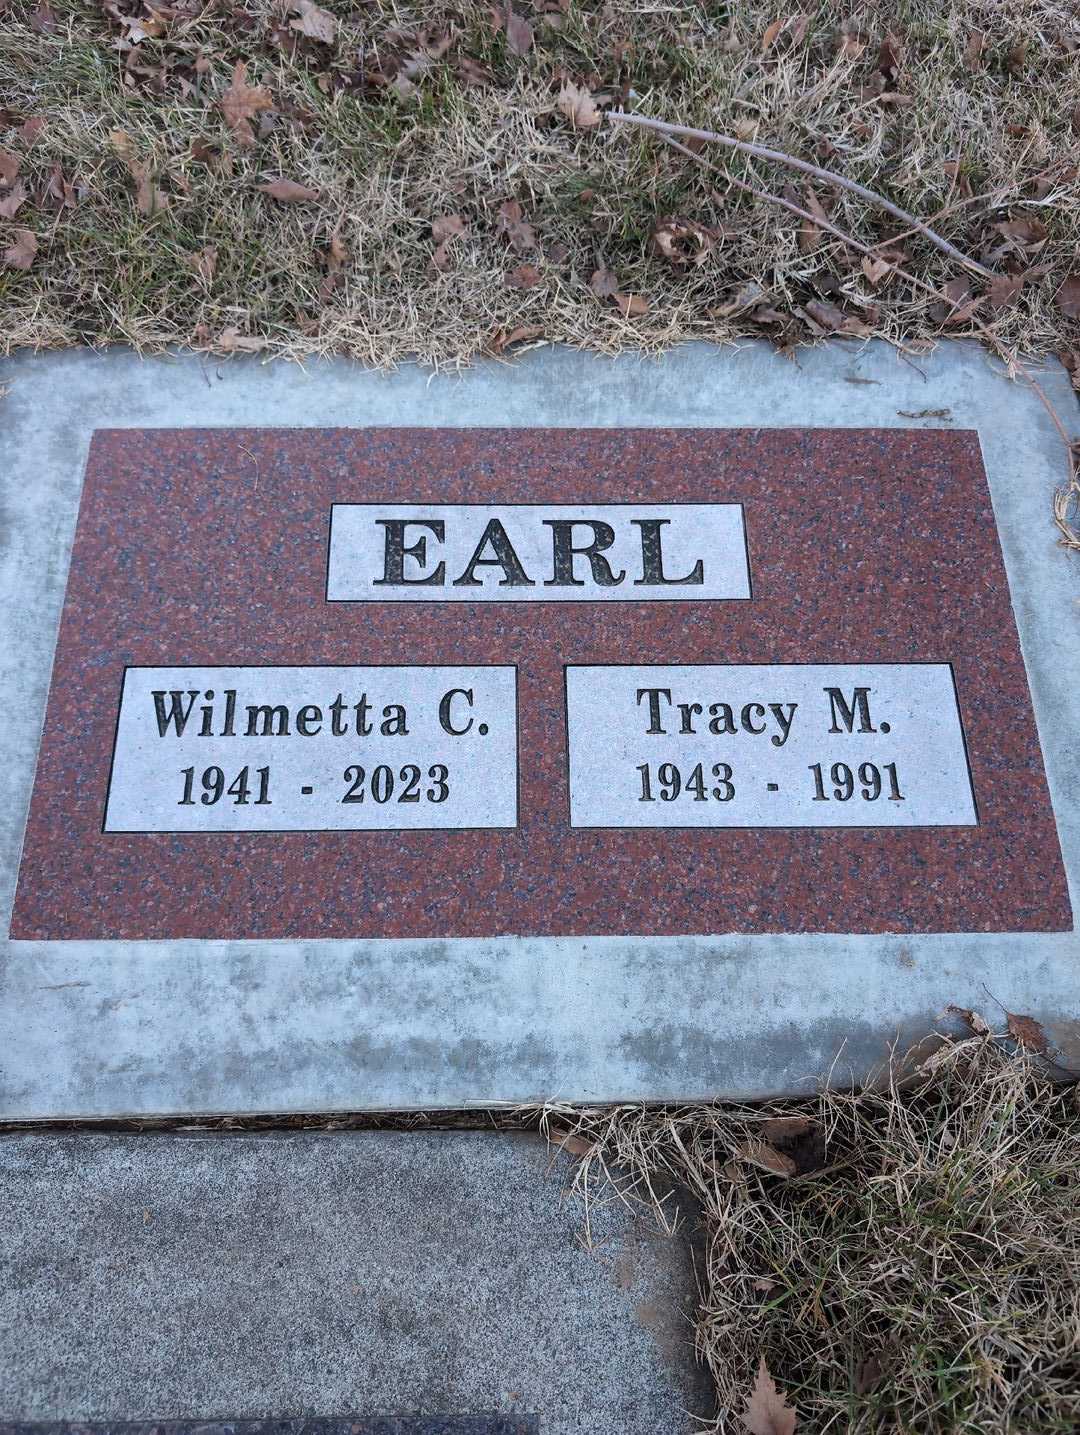 EARL
Wilmetta C.
1941 - 2023
Tracy M.
1943 - 1991